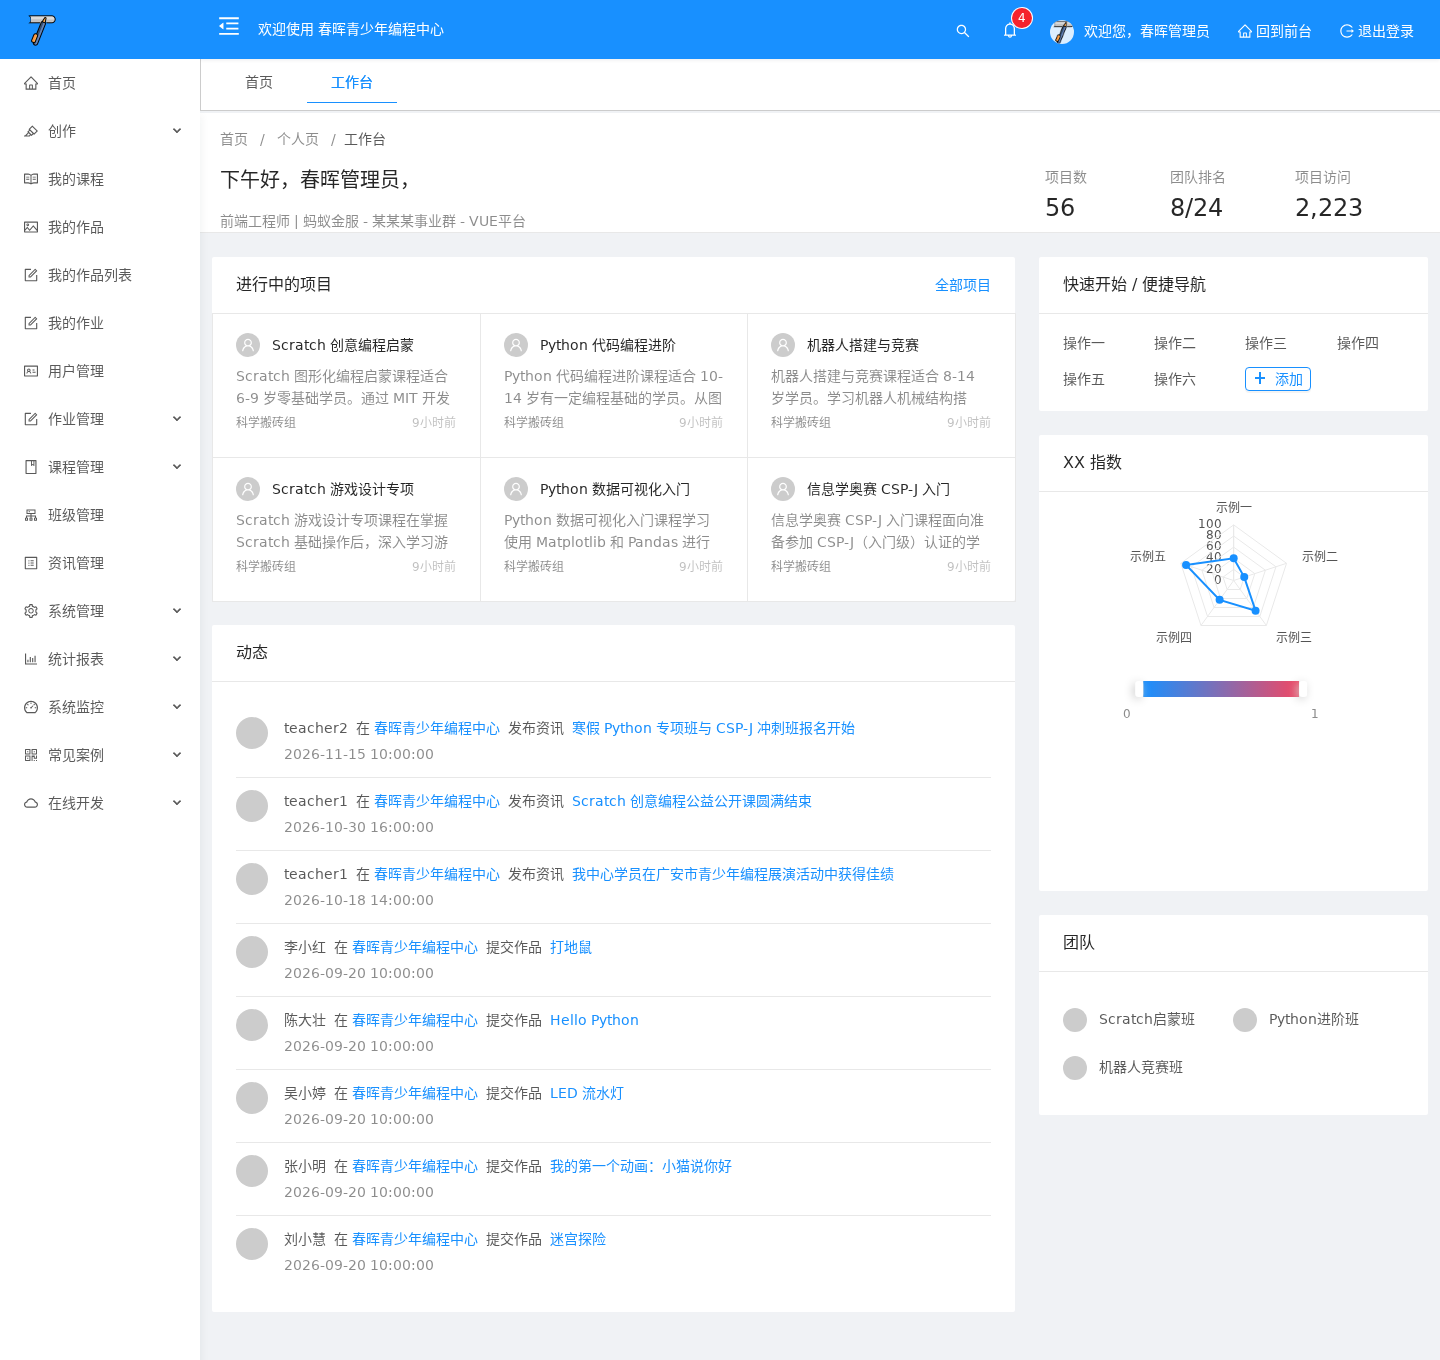 欢迎使用 春晖青少年编程中心
4
欢迎您，春晖管理员
回到前台
退出登录
首页
创作
我的课程
我的作品
我的作品列表
我的作业
用户管理
作业管理
课程管理
班级管理
资讯管理
系统管理
统计报表
系统监控
常见案例
在线开发
首页 工作台
首页 / 个人页 / 工作台
下午好，春晖管理员，
前端工程师 | 蚂蚁金服 - 某某某事业群 - VUE平台
项目数 团队排名 项目访问
56 8/24 2,223
进行中的项目 全部项目
Scratch 创意编程启蒙
Scratch 图形化编程启蒙课程适合
6-9 岁零基础学员。通过 MIT 开发
科学搬砖组 9小时前
Python 代码编程进阶
Python 代码编程进阶课程适合 10-
14 岁有一定编程基础的学员。从图
科学搬砖组 9小时前
机器人搭建与竞赛
机器人搭建与竞赛课程适合 8-14
岁学员。学习机器人机械结构搭
科学搬砖组 9小时前
Scratch 游戏设计专项
Scratch 游戏设计专项课程在掌握
Scratch 基础操作后，深入学习游
科学搬砖组 9小时前
Python 数据可视化入门
Python 数据可视化入门课程学习
使用 Matplotlib 和 Pandas 进行
科学搬砖组 9小时前
信息学奥赛 CSP-J 入门
信息学奥赛 CSP-J 入门课程面向准
备参加 CSP-J（入门级）认证的学
科学搬砖组 9小时前
动态
teacher2 在 春晖青少年编程中心 发布资讯 寒假 Python 专项班与 CSP-J 冲刺班报名开始
2026-11-15 10:00:00
teacher1 在 春晖青少年编程中心 发布资讯 Scratch 创意编程公益公开课圆满结束
2026-10-30 16:00:00
teacher1 在 春晖青少年编程中心 发布资讯 我中心学员在广安市青少年编程展演活动中获得佳绩
2026-10-18 14:00:00
李小红 在 春晖青少年编程中心 提交作品 打地鼠
2026-09-20 10:00:00
陈大壮 在 春晖青少年编程中心 提交作品 Hello Python
2026-09-20 10:00:00
吴小婷 在 春晖青少年编程中心 提交作品 LED 流水灯
2026-09-20 10:00:00
张小明 在 春晖青少年编程中心 提交作品 我的第一个动画：小猫说你好
2026-09-20 10:00:00
刘小慧 在 春晖青少年编程中心 提交作品 迷宫探险
2026-09-20 10:00:00
快速开始 / 便捷导航
操作一 操作二 操作三 操作四
操作五 操作六 添加
XX 指数
示例一
示例二
示例三
示例四
示例五
100
80
60
40
20
0
0 1
团队
Scratch启蒙班 Python进阶班
机器人竞赛班